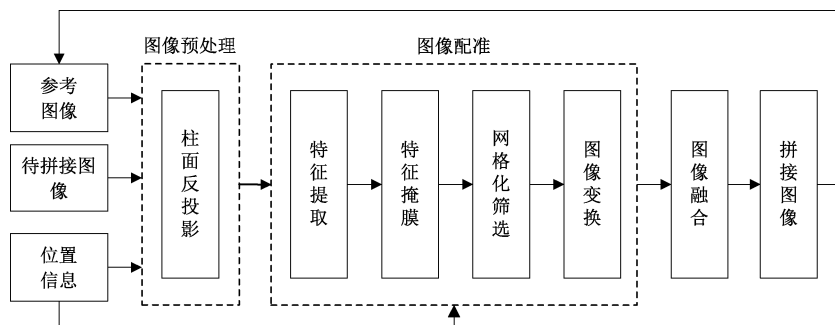 图像预处理
图像配准
参考
图像
待拼接图
像
位置
信息
柱面反投影
特征提取
特征掩膜
网格化筛选
图像变换
图像融合
拼接图像